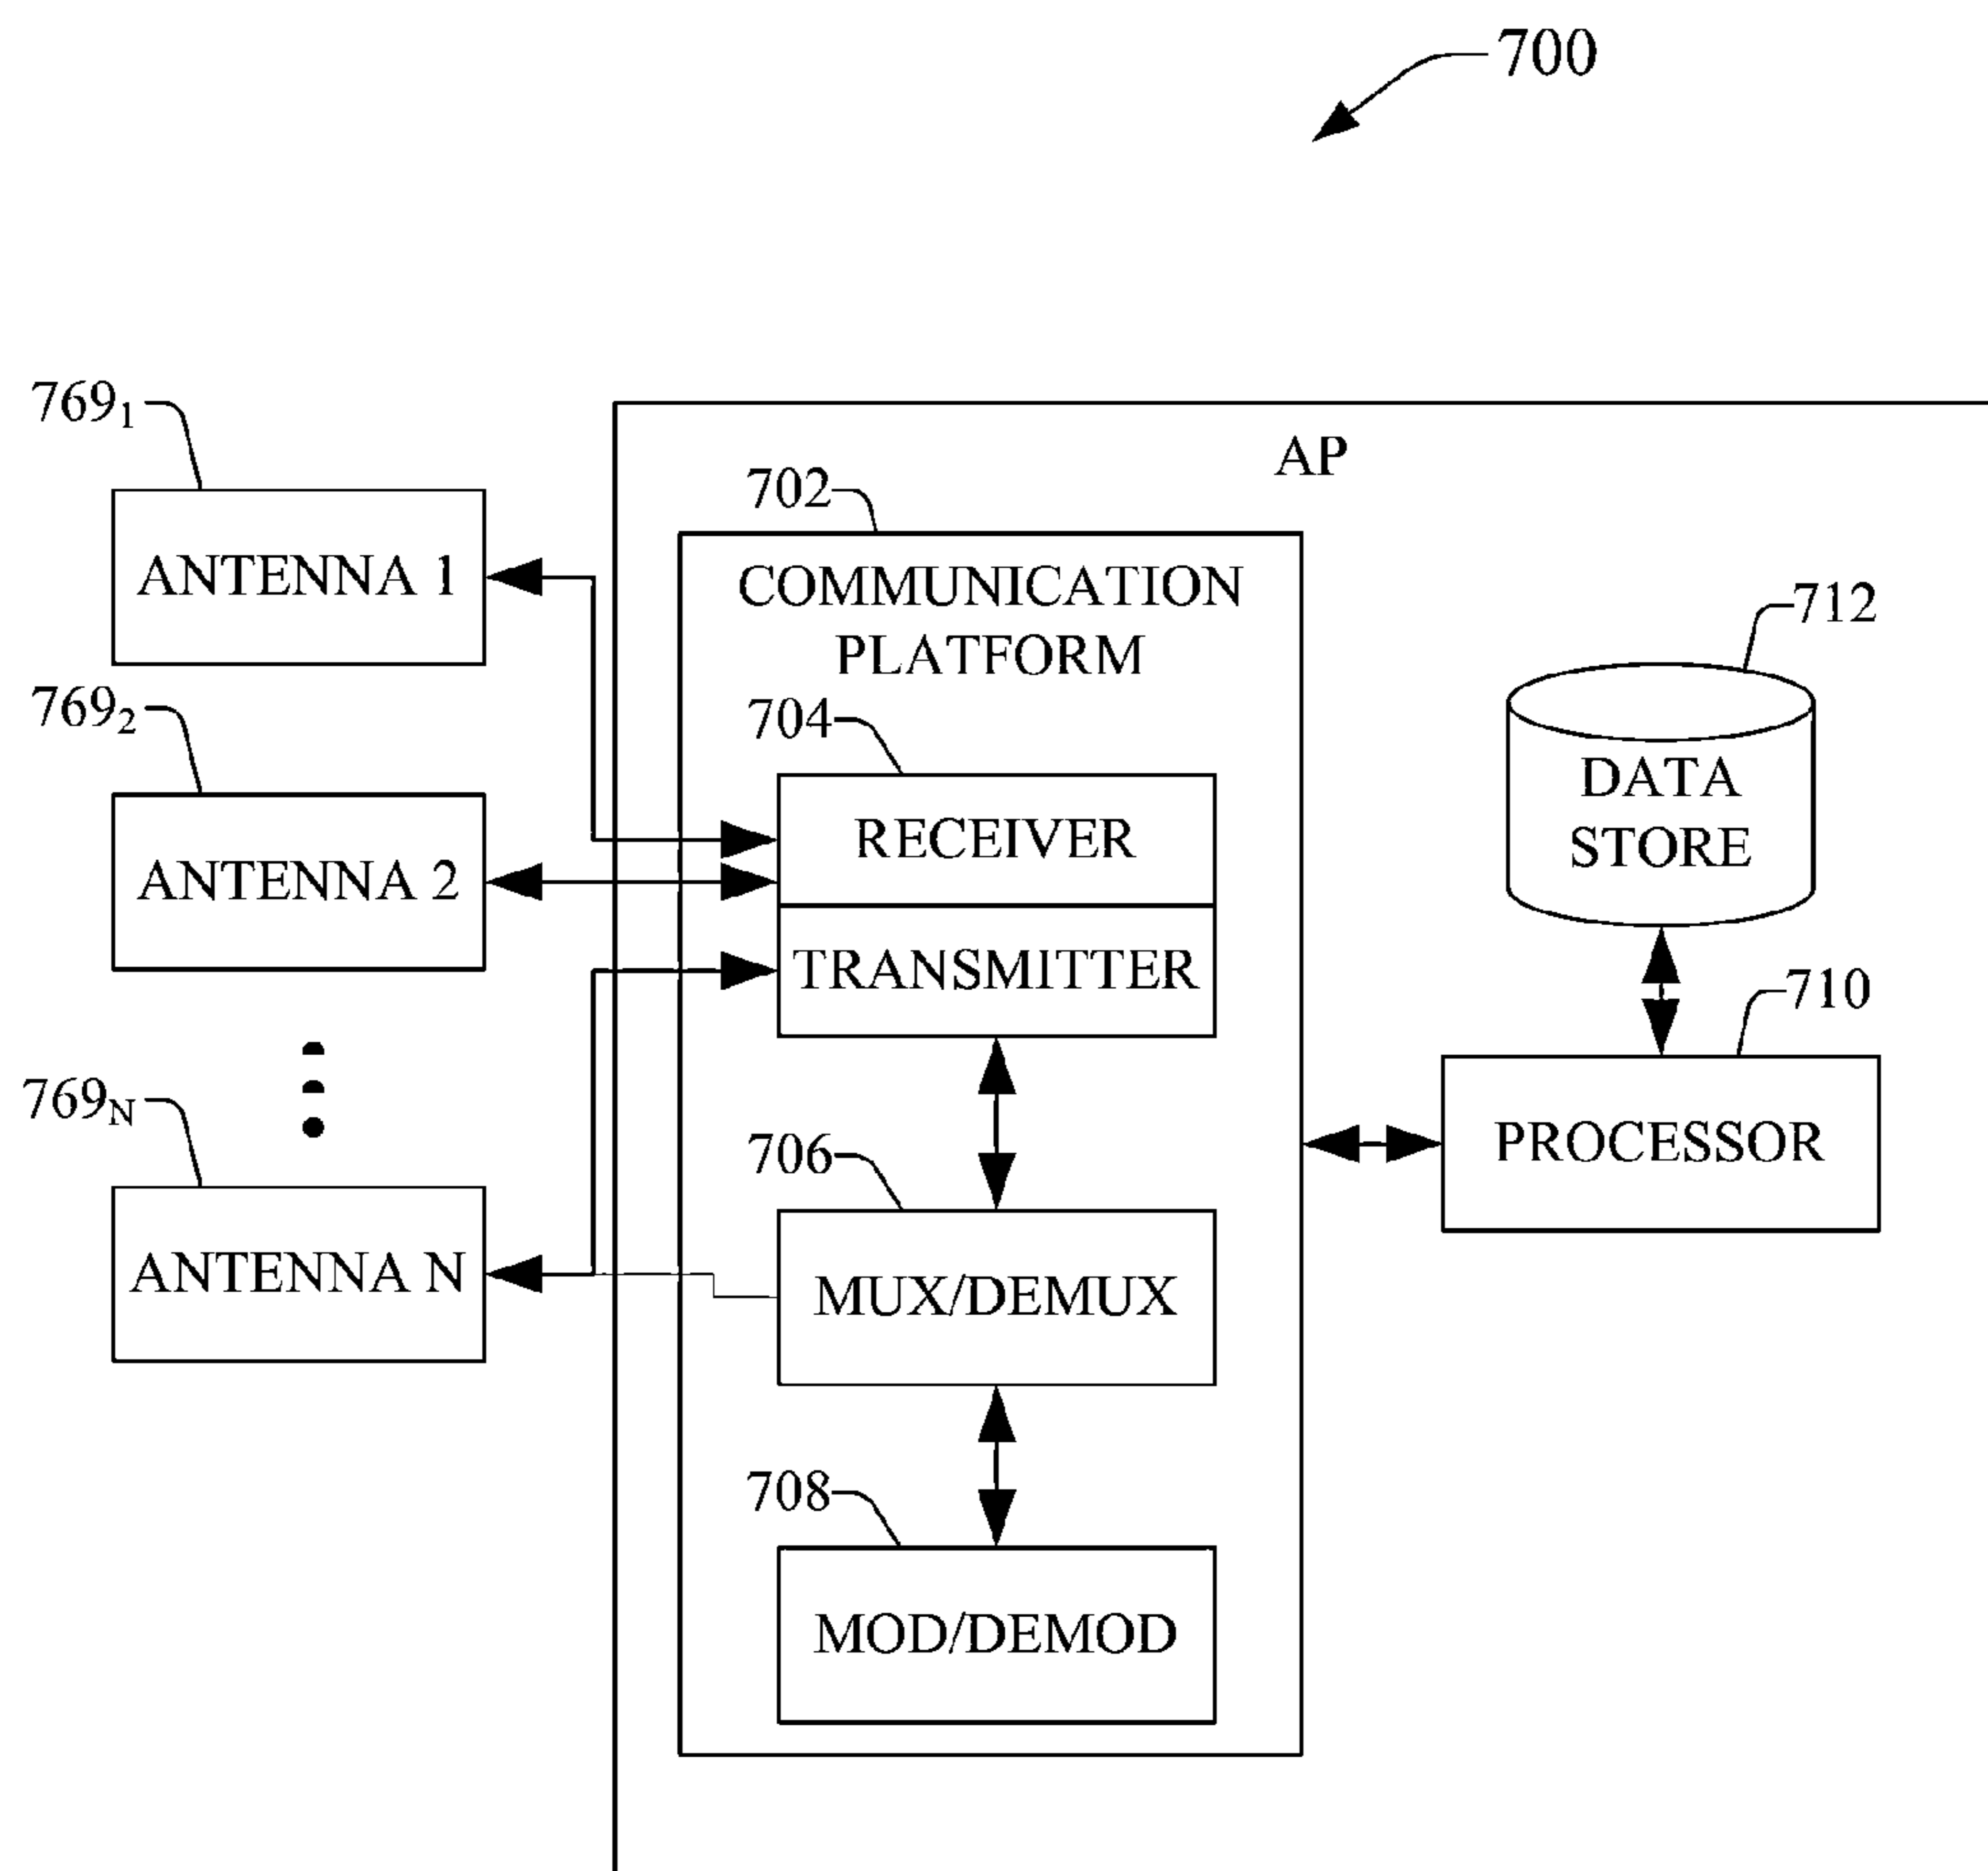 700
769₁
AP
702
ANTENNA 1
COMMUNICATION
PLATFORM
712
769₂
704
DATA
STORE
ANTENNA 2
RECEIVER
TRANSMITTER
710
769N
706
PROCESSOR
ANTENNA N
MUX/DEMUX
708
MOD/DEMOD